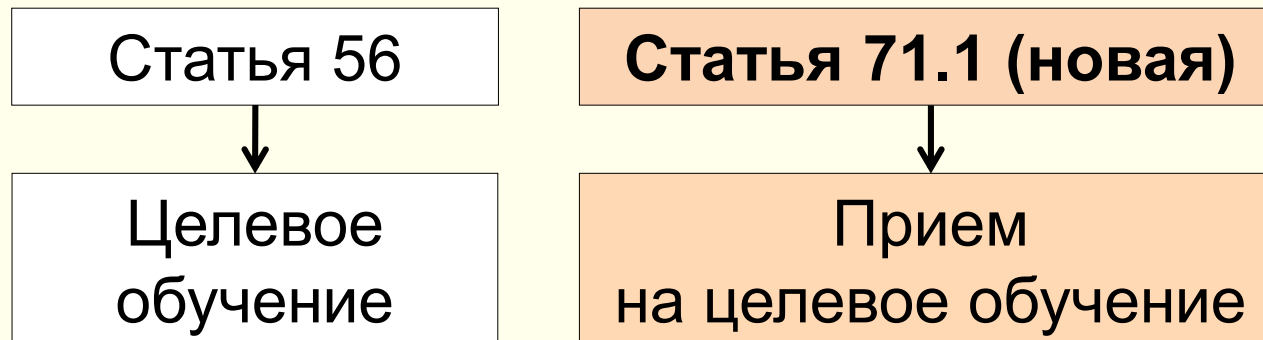 Статья 56
Статья 71.1 (новая)
Целевое
обучение
Прием
на целевое обучение